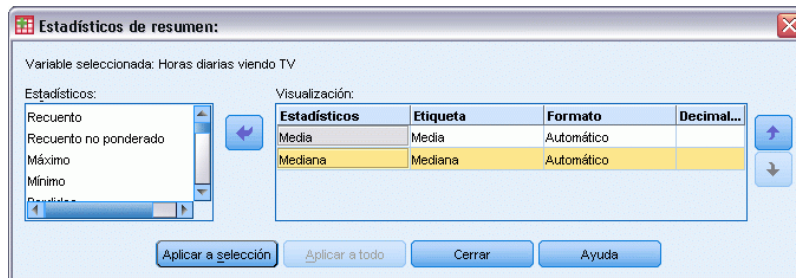 Estadísticos de resumen:
Variable seleccionada: Horas diarias viendo TV
Estadísticos:
Recuento
Recuento no ponderado
Máximo
Mínimo
Visualización:
Estadísticos Etiqueta Formato Decimal...
Media Media Automático
Mediana Mediana Automático
Aplicar a selección Aplicar a todo Cerrar Ayuda